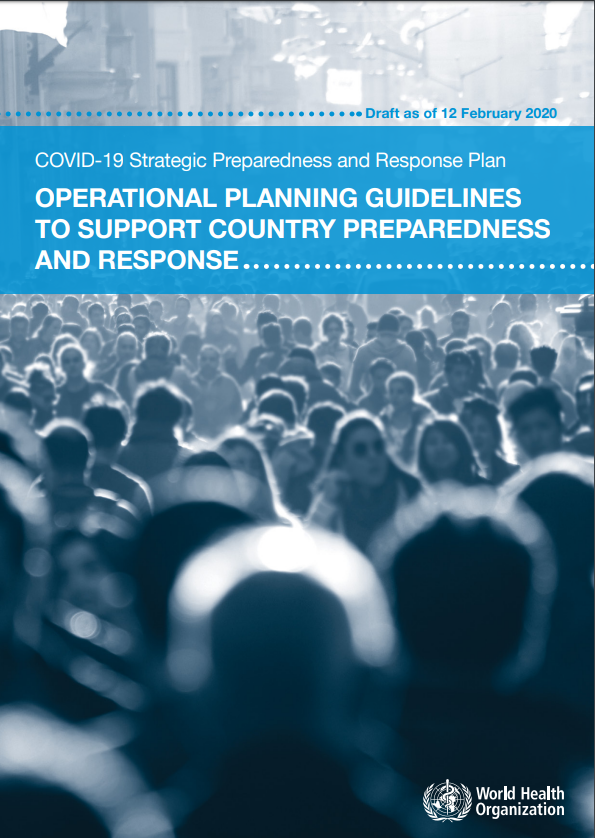 Draft as of 12 February 2020
COVID-19 Strategic Preparedness and Response Plan
OPERATIONAL PLANNING GUIDELINES
TO SUPPORT COUNTRY PREPAREDNESS
AND RESPONSE
World Health
Organization